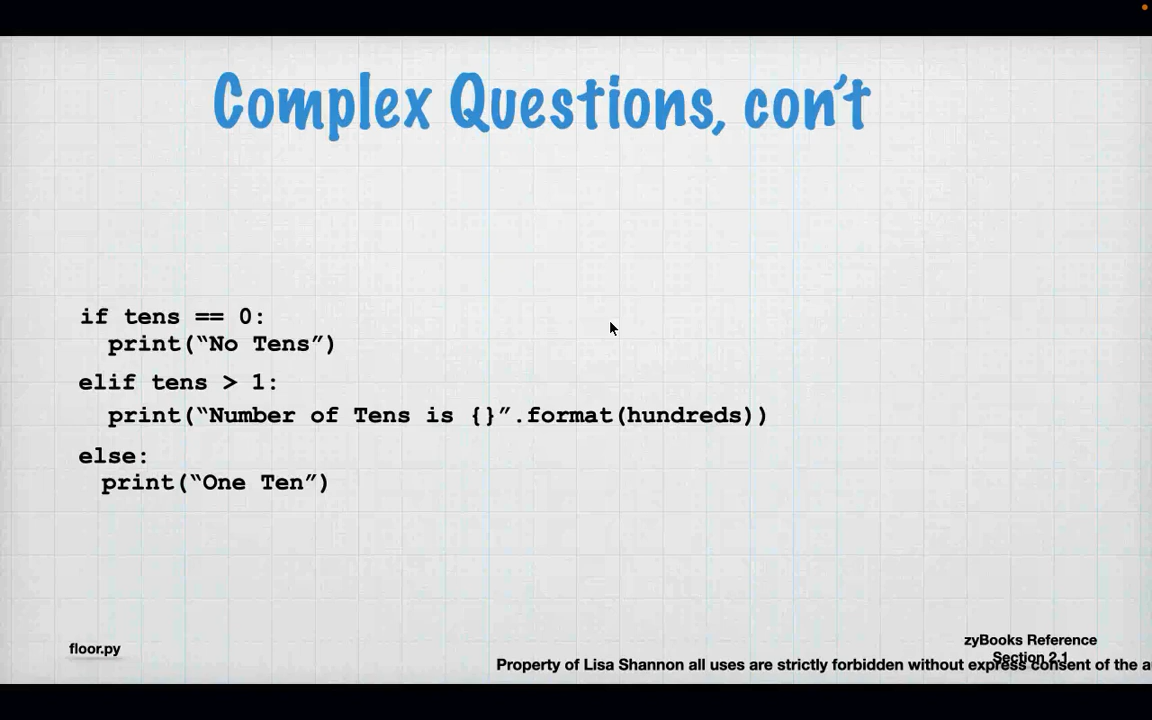 Complex Questions, con't
if tens == 0:
print(“No Tens”)
elif tens > 1:
print(“Number of Tens is {}”.format(hundreds))
else:
print(“One Ten”)
floor.py
zyBooks Reference
Section 2.1
Property of Lisa Shannon all uses are strictly forbidden without express consent of the a